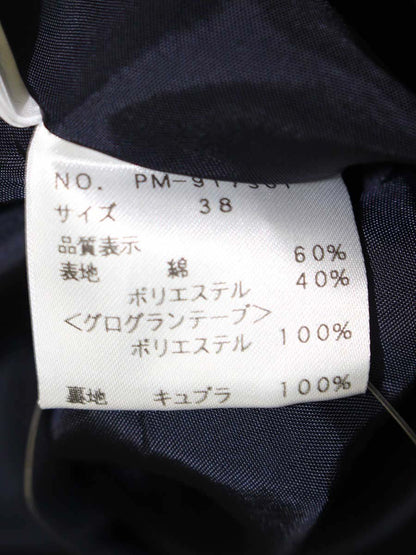 NO.
サイズ 38
品質表示
表地 綿 60%
ポリエステル 40%
<グログランテープ>
ポリエステル 100%
裏地 キュプラ 100%